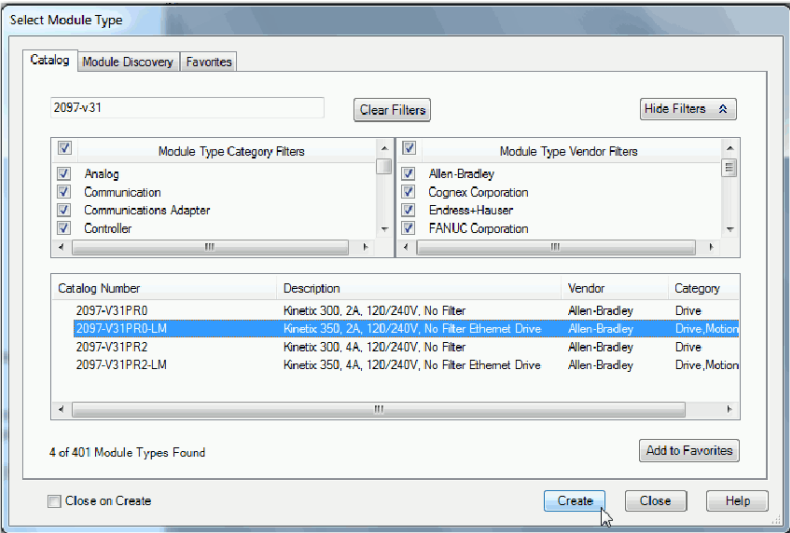 Select Module Type
Catalog Module Discovery Favorites
2097-v31 Clear Filters Hide Filters
Module Type Category Filters Module Type Vendor Filters
Analog Allen-Bradley
Communication Cognex Corporation
Communications Adapter Endress+Hauser
Controller FANUC Corporation
Catalog Number Description Vendor Category
2097-V31PR0 Kinetix 300, 2A, 120/240V, No Filter Allen-Bradley Drive
2097-V31PR0-LM Kinetix 350, 2A, 120/240V, No Filter Ethernet Drive Allen-Bradley Drive,Motion
2097-V31PR2 Kinetix 300, 4A, 120/240V, No Filter Allen-Bradley Drive
2097-V31PR2-LM Kinetix 350, 4A, 120/240V, No Filter Ethernet Drive Allen-Bradley Drive,Motion
4 of 401 Module Types Found Add to Favorites
Close on Create Create Close Help